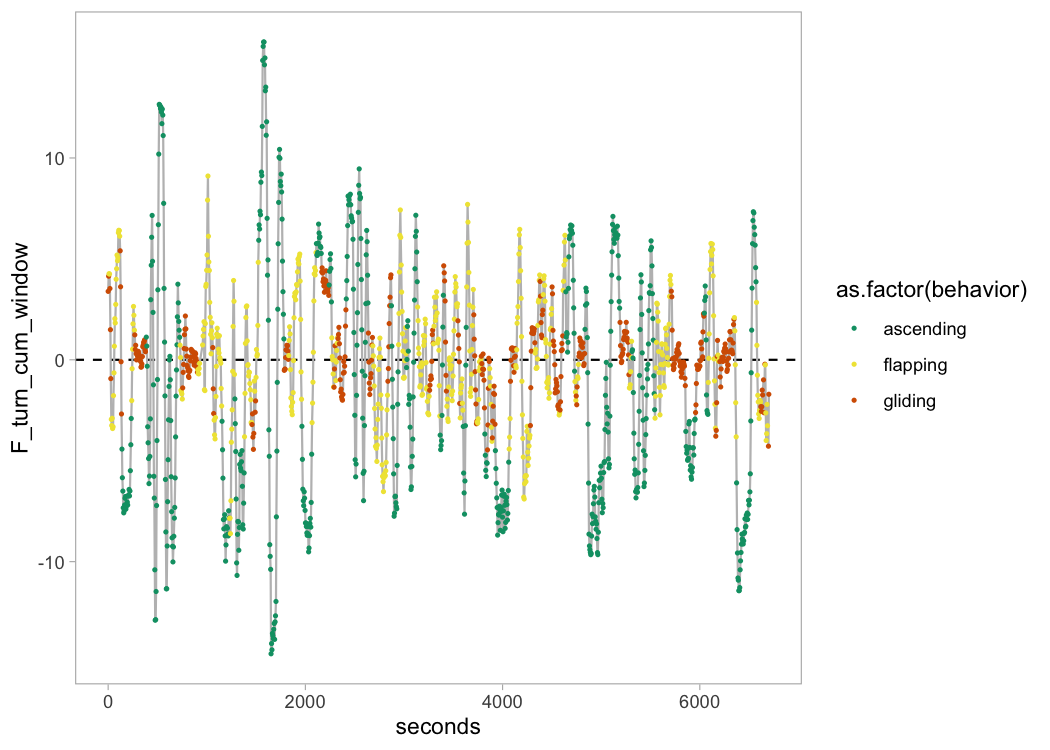 F_turn_cum_window
10
0
-10
0
2000
4000
6000
seconds
as.factor(behavior)
ascending
flapping
gliding